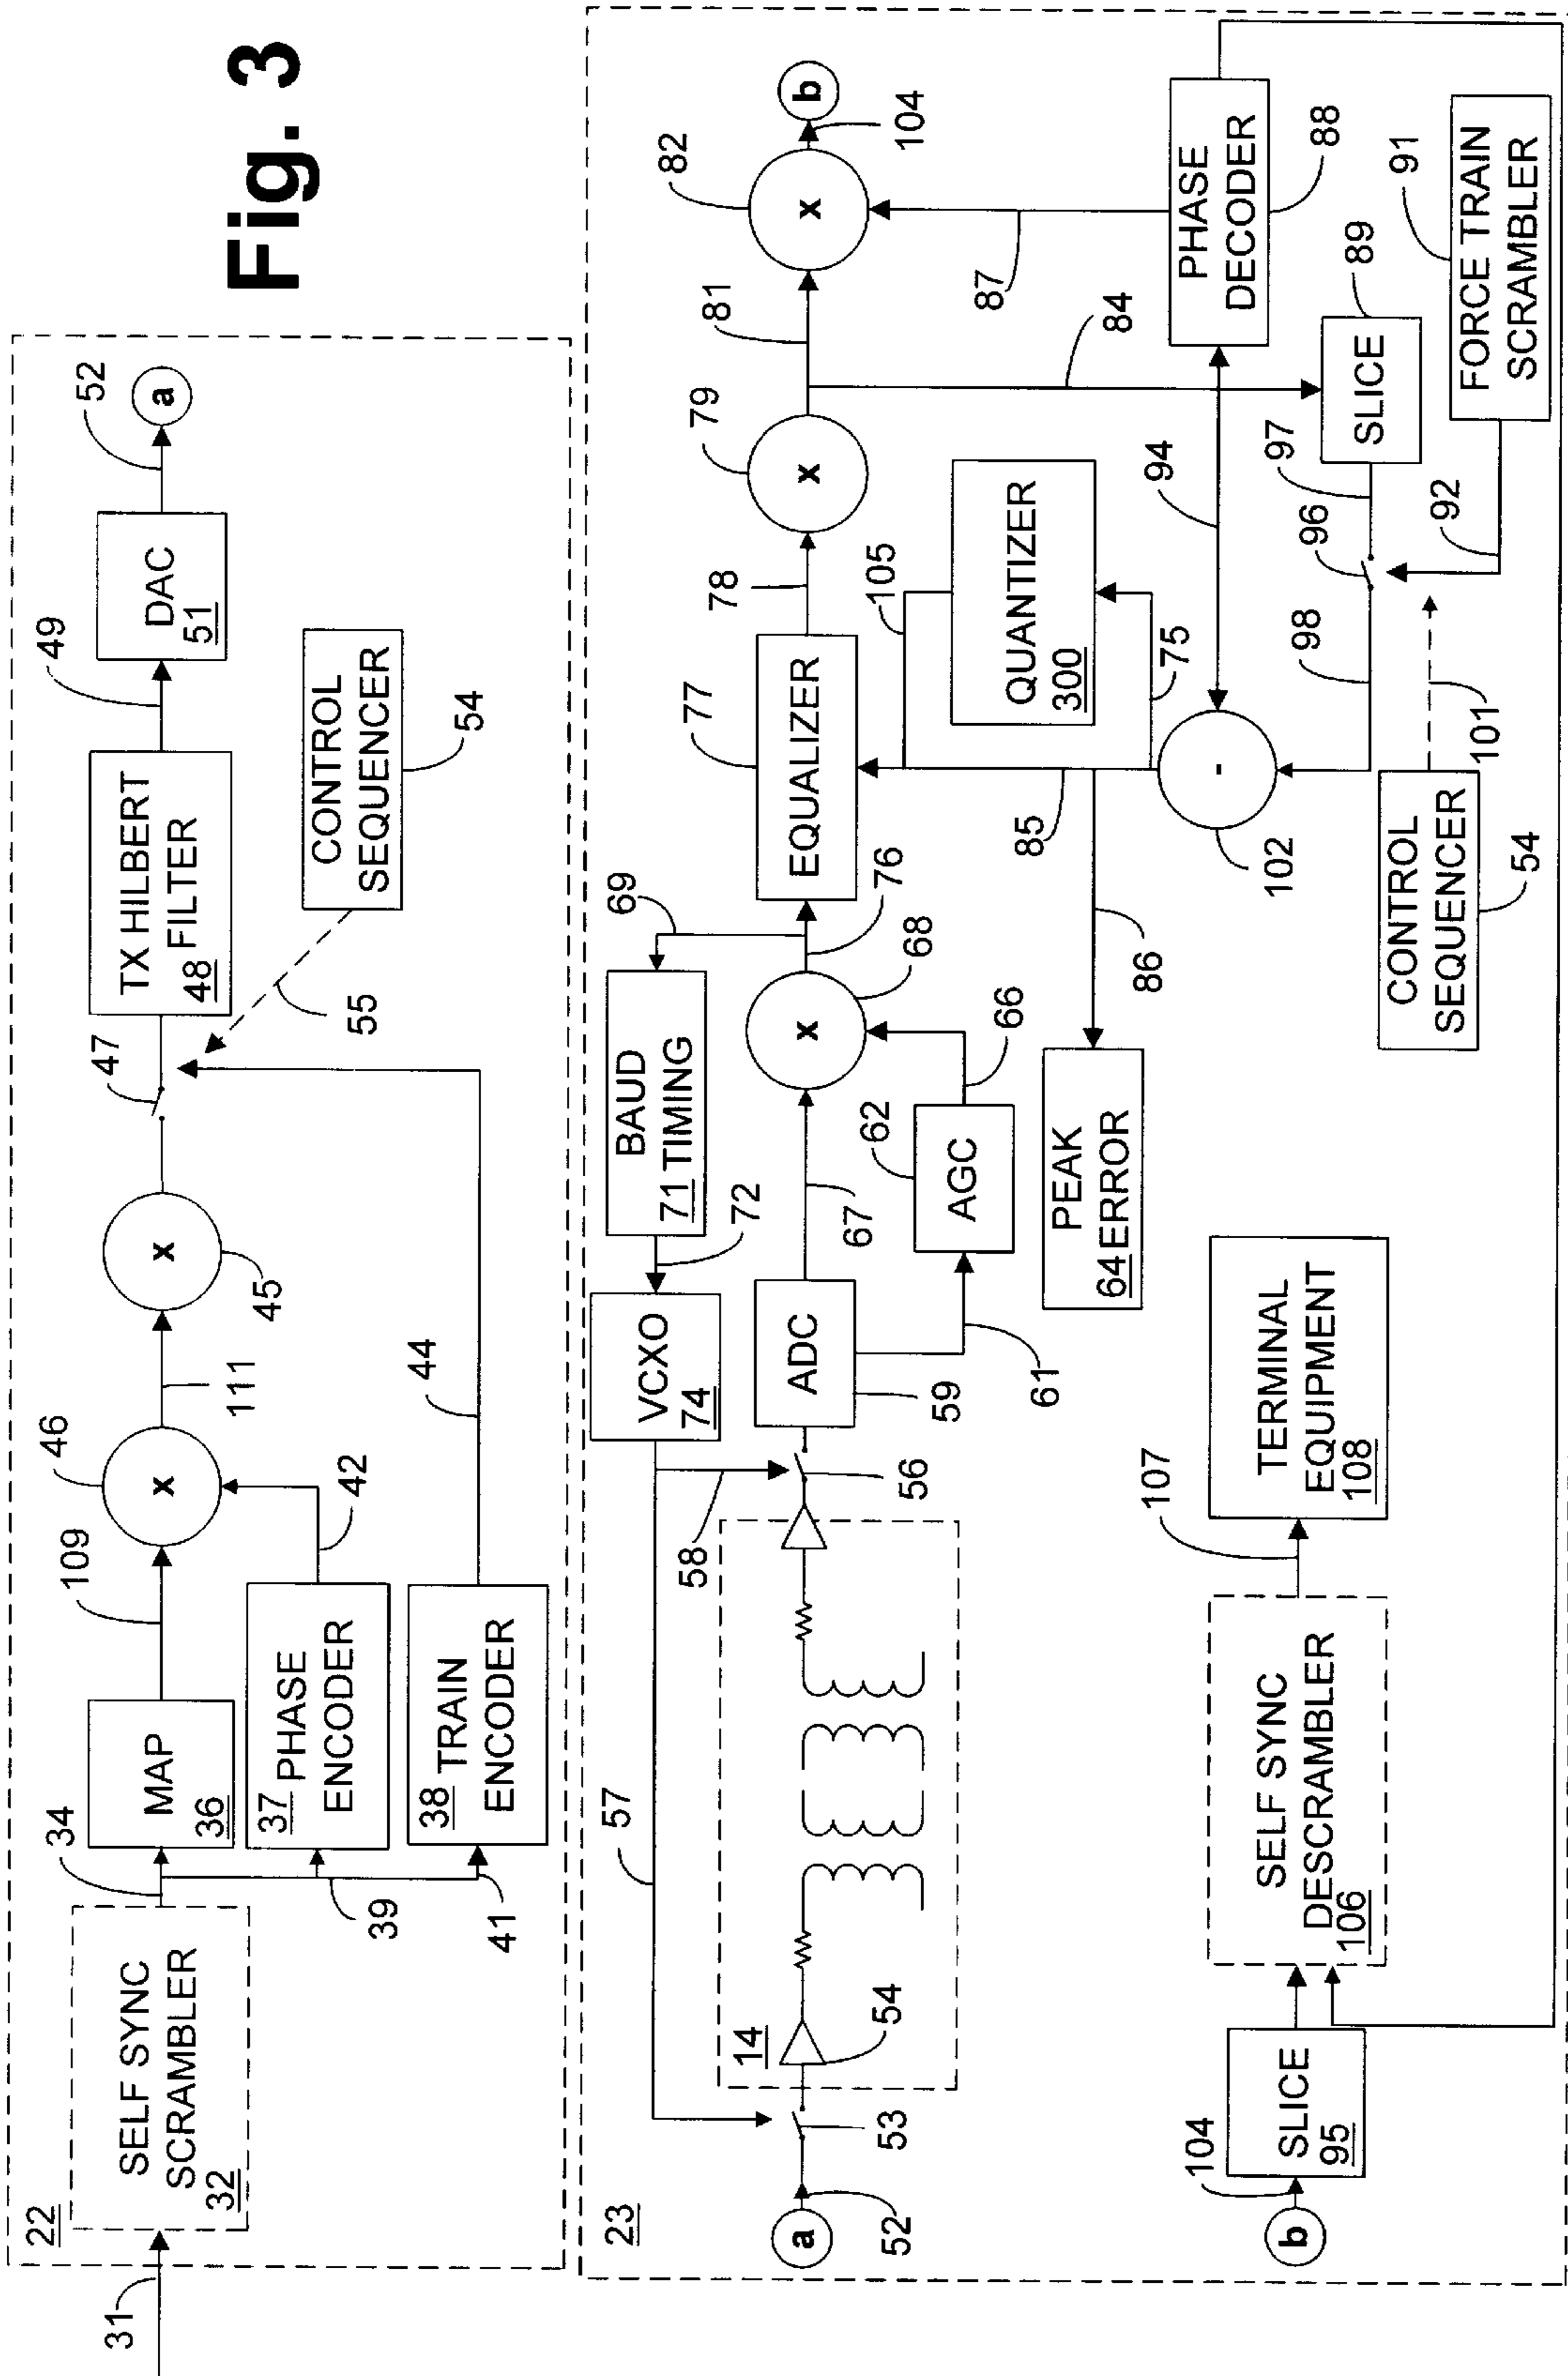 Fig. 3
22
31
SELF SYNC
SCRAMBLER
32
34
MAP
36
37 PHASE
ENCODER
38 TRAIN
ENCODER
39
41
109
46
x
42
44
111
x
45
47
TX HILBERT
FILTER
48
49
DAC
51
52
a
CONTROL
SEQUENCER
54
55
23
a
52
53
57
14
54
58
56
VCXO
74
72
BAUD
TIMING
71
69
ADC
59
61
67
AGC
62
66
x
68
76
PEAK
ERROR
64
86
EQUALIZER
77
78
x
79
81
x
82
104
b
85
105
QUANTIZER
300
75
-
102
94
84
87
PHASE
DECODER
88
SLICE
89
97
96
98
92
FORCE TRAIN
SCRAMBLER
91
101
CONTROL
SEQUENCER
54
b
104
SLICE
95
SELF SYNC
DESCRAMBLER
106
107
TERMINAL
EQUIPMENT
108